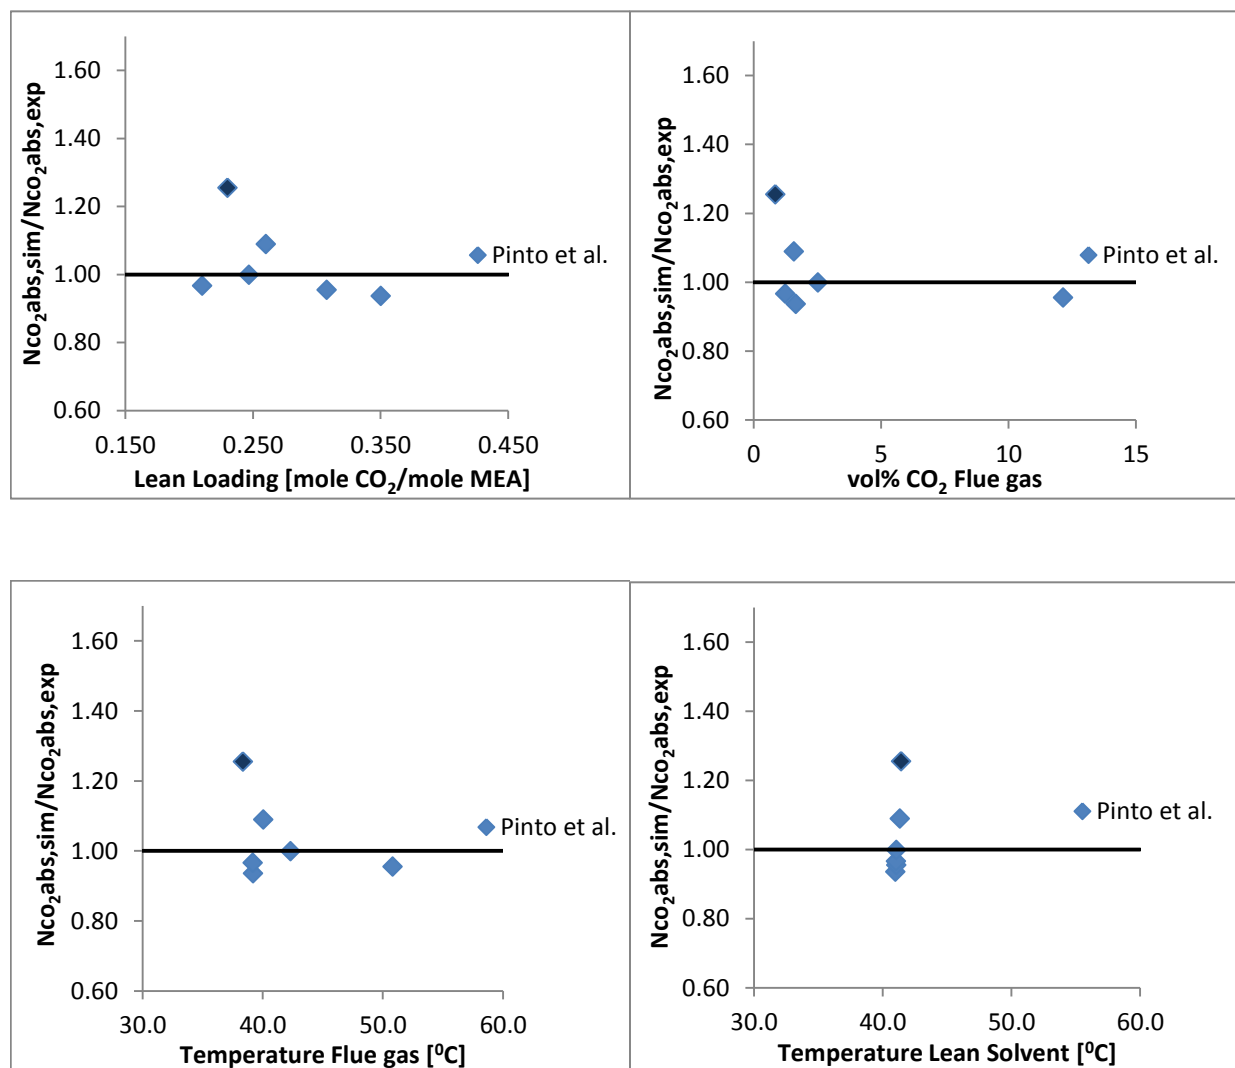 Nco₂abs,sim/Nco₂abs,exp
1.60
1.40
1.20
1.00
0.80
0.60
0.150 0.250 0.350 0.450
Lean Loading [mole CO₂/mole MEA]
Pinto et al.
Nco₂abs,sim/Nco₂abs,exp
1.60
1.40
1.20
1.00
0.80
0.60
0 5 10 15
vol% CO₂ Flue gas
Pinto et al.
Nco₂abs,sim/Nco₂abs,exp
1.60
1.40
1.20
1.00
0.80
0.60
30.0 40.0 50.0 60.0
Temperature Flue gas [⁰C]
Pinto et al.
Nco₂abs,sim/Nco₂abs,exp
1.60
1.40
1.20
1.00
0.80
0.60
30.0 40.0 50.0 60.0
Temperature Lean Solvent [⁰C]
Pinto et al.